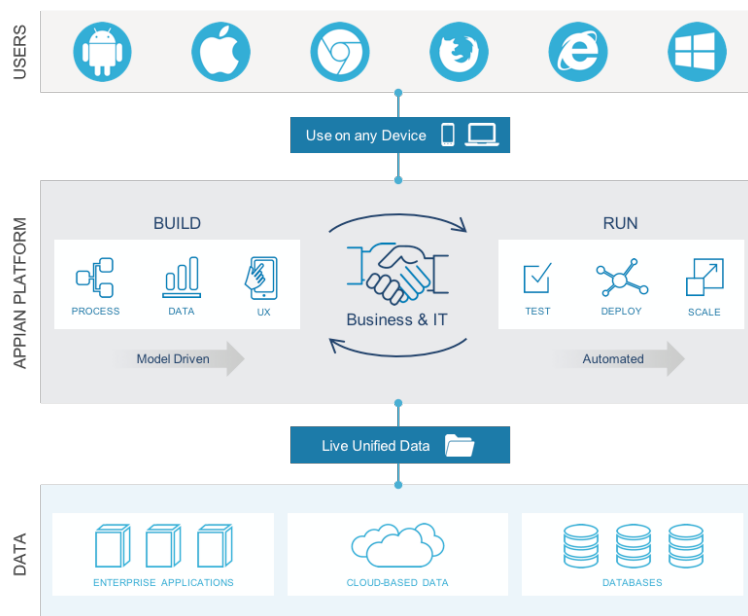 USERS
Use on any Device
APPIAN PLATFORM
BUILD
RUN
PROCESS
DATA
UX
Business & IT
TEST
DEPLOY
SCALE
Model Driven
Automated
Live Unified Data
DATA
ENTERPRISE APPLICATIONS
CLOUD-BASED DATA
DATABASES